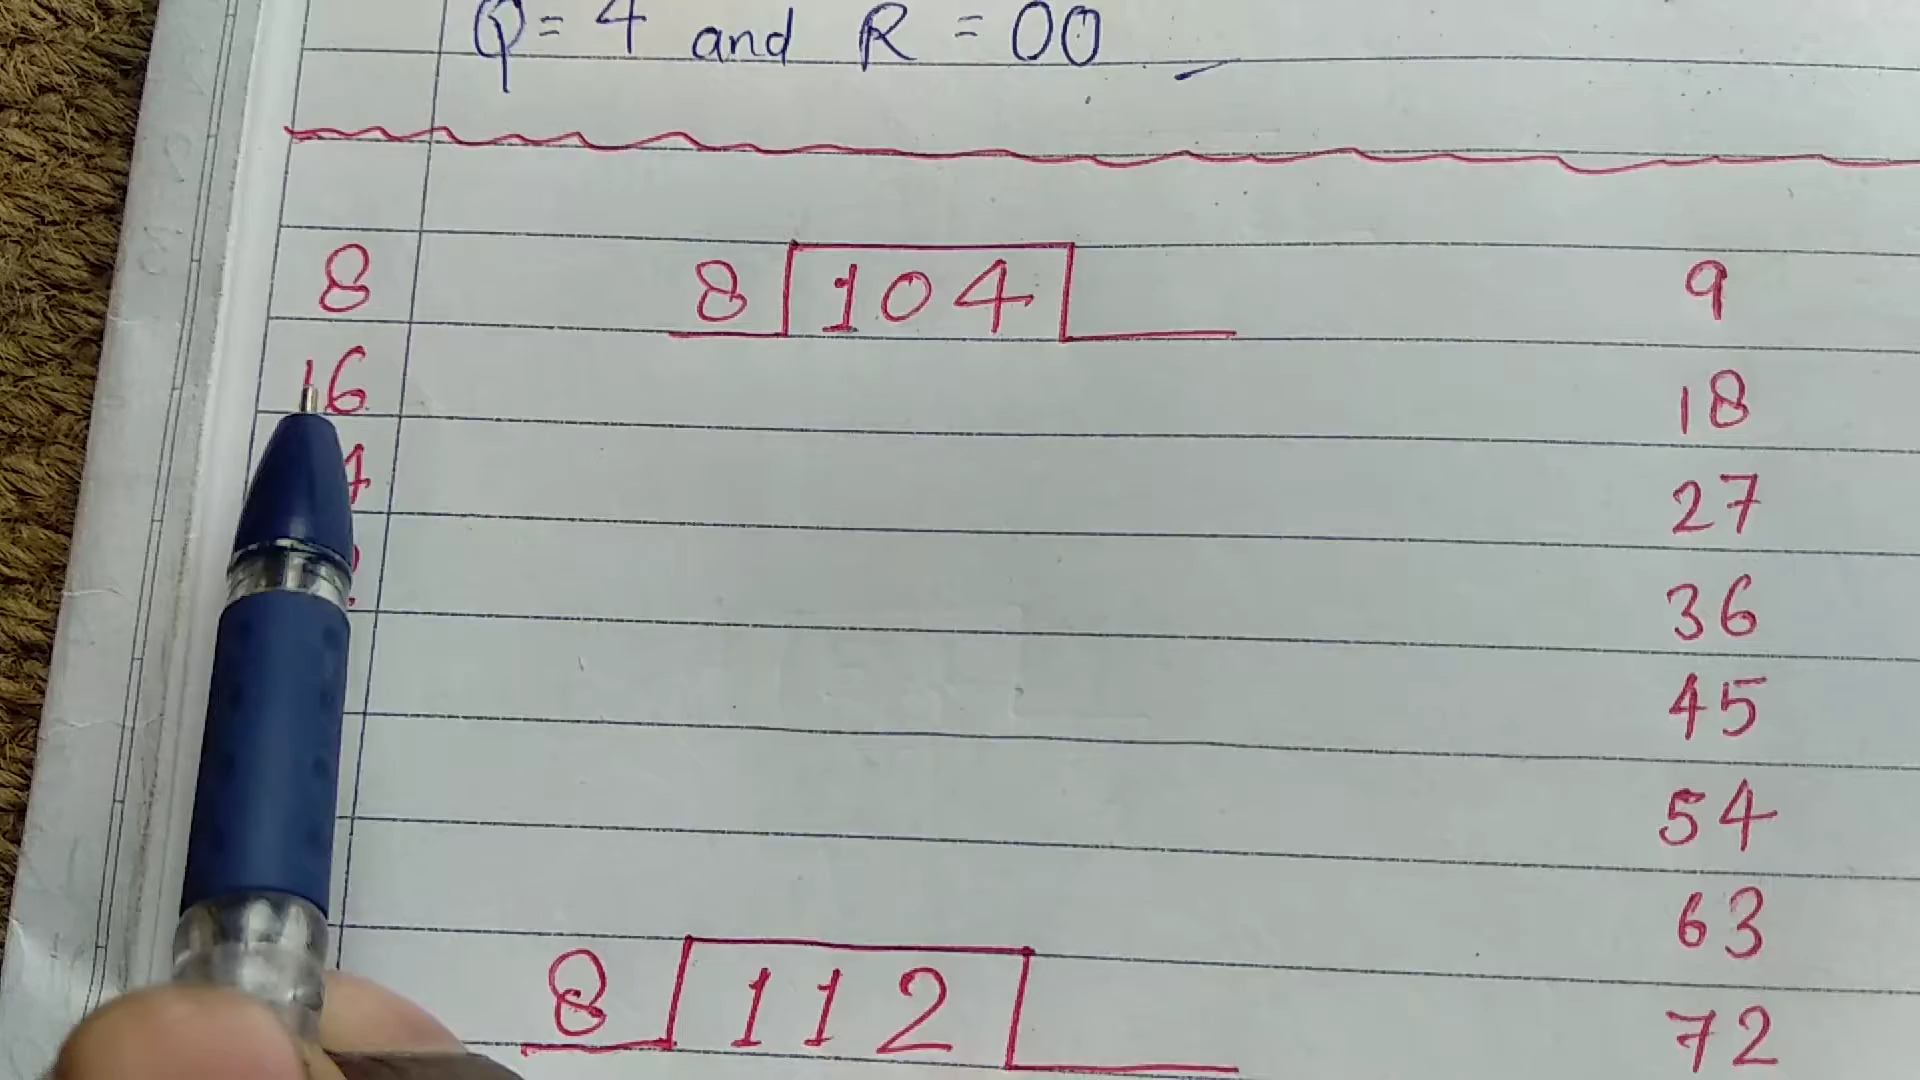 Q = 4 and R = 00
8 8 104 9
16 18
27
36
45
54
63
8 112 72